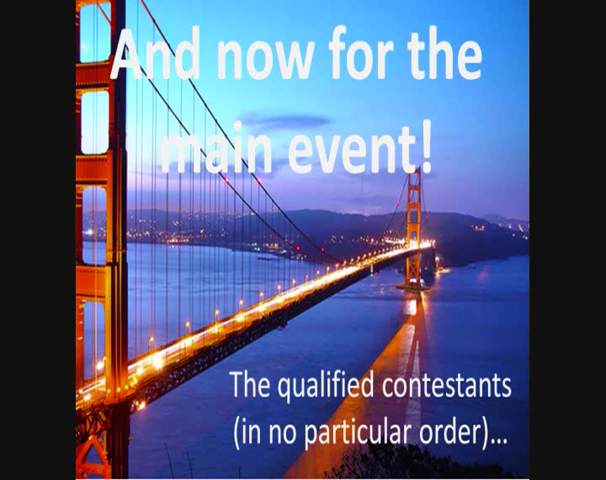 And now for the
main event!
The qualified contestants
(in no particular order)...